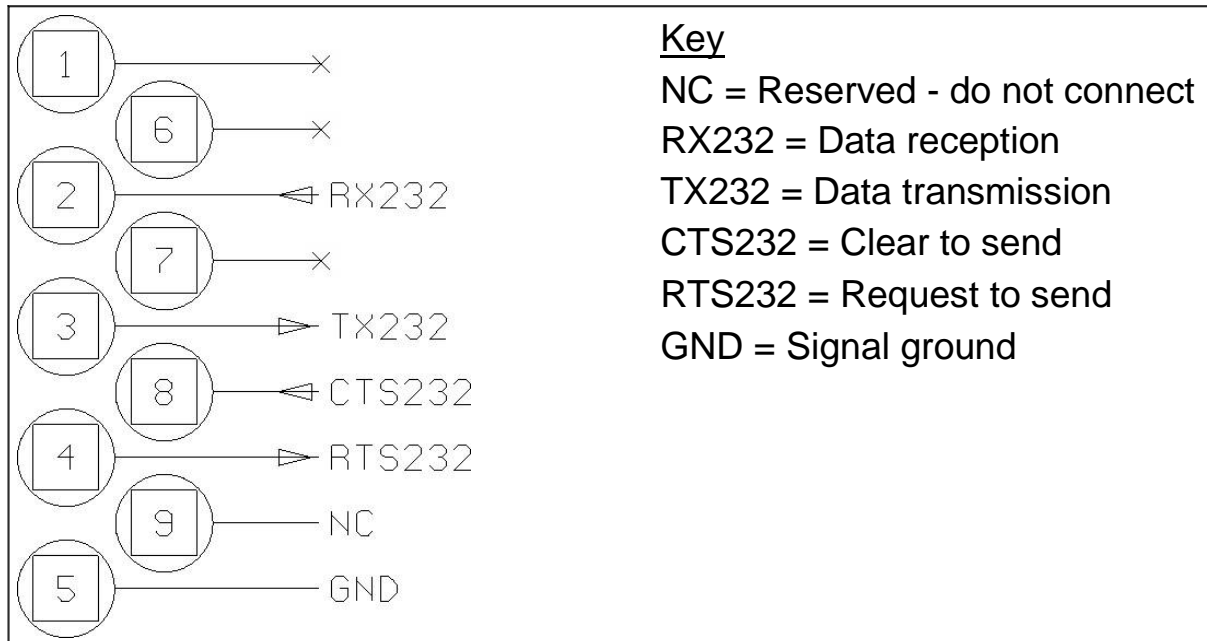 1
6
2 RX232
7
3 TX232
8 CTS232
4 RTS232
9 NC
5 GND
Key
NC = Reserved - do not connect
RX232 = Data reception
TX232 = Data transmission
CTS232 = Clear to send
RTS232 = Request to send
GND = Signal ground